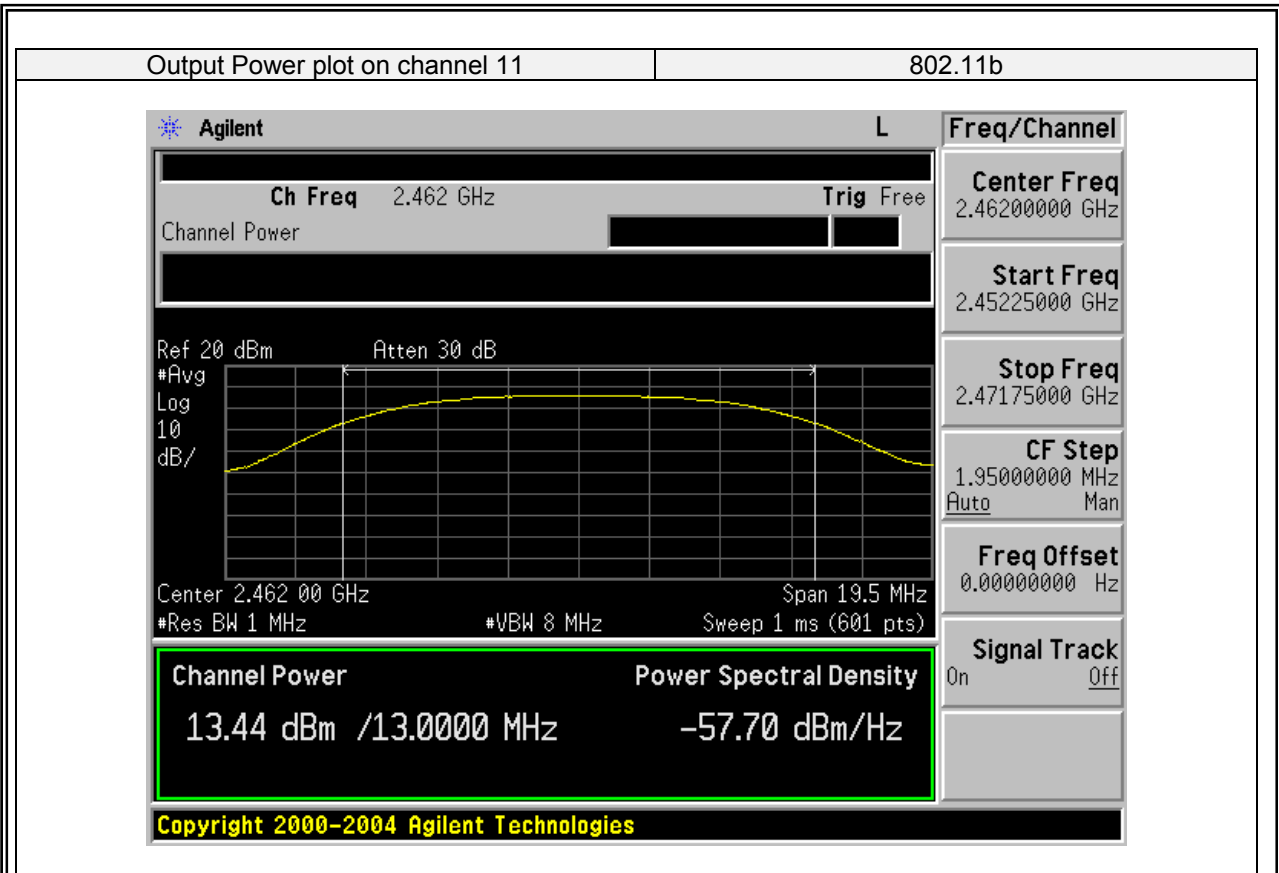 Output Power plot on channel 11 802.11b
Agilent L Freq/Channel
Ch Freq 2.462 GHz Trig Free
Channel Power
Center Freq
2.46200000 GHz
Start Freq
2.45225000 GHz
Stop Freq
2.47175000 GHz
CF Step
1.95000000 MHz
Auto Man
Freq Offset
0.00000000 Hz
Signal Track
On Off
Ref 20 dBm Atten 30 dB
#Avg
Log
10
dB/
Center 2.462 00 GHz Span 19.5 MHz
#Res BW 1 MHz #VBW 8 MHz Sweep 1 ms (601 pts)
Channel Power Power Spectral Density
13.44 dBm /13.0000 MHz -57.70 dBm/Hz
Copyright 2000-2004 Agilent Technologies